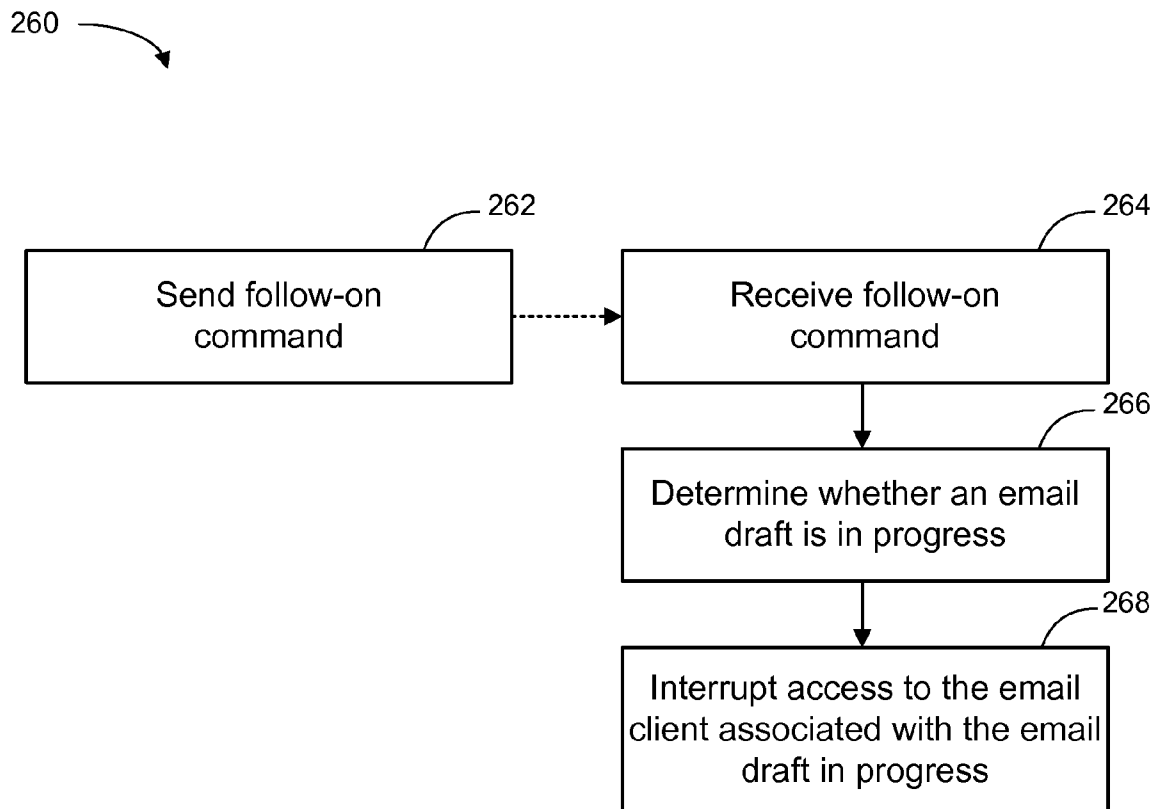 260
262
264
Send follow-on
command
Receive follow-on
command
266
Determine whether an email
draft is in progress
268
Interrupt access to the email
client associated with the email
draft in progress